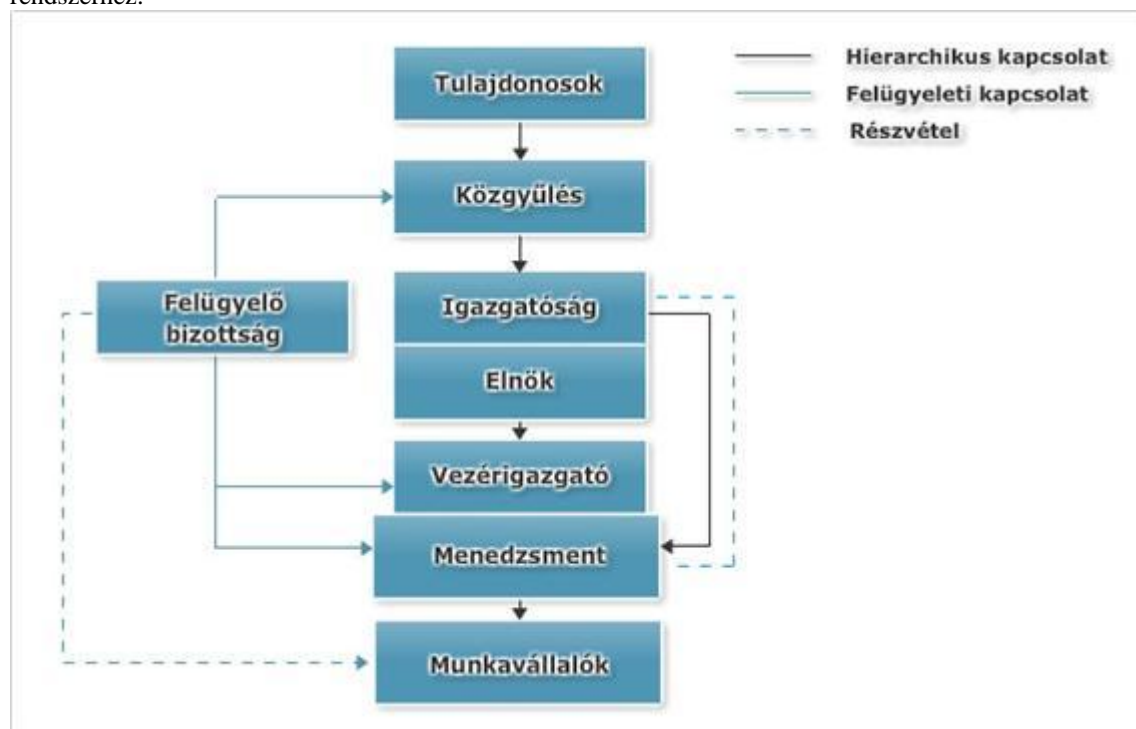 rendszerhez.
Tulajdonosok
Hierarchikus kapcsolat
Felügyeleti kapcsolat
Részvétel
Közgyűlés
Felügyelő
bizottság
Igazgatóság
Elnök
Vezérigazgató
Menedzsment
Munkavállalók